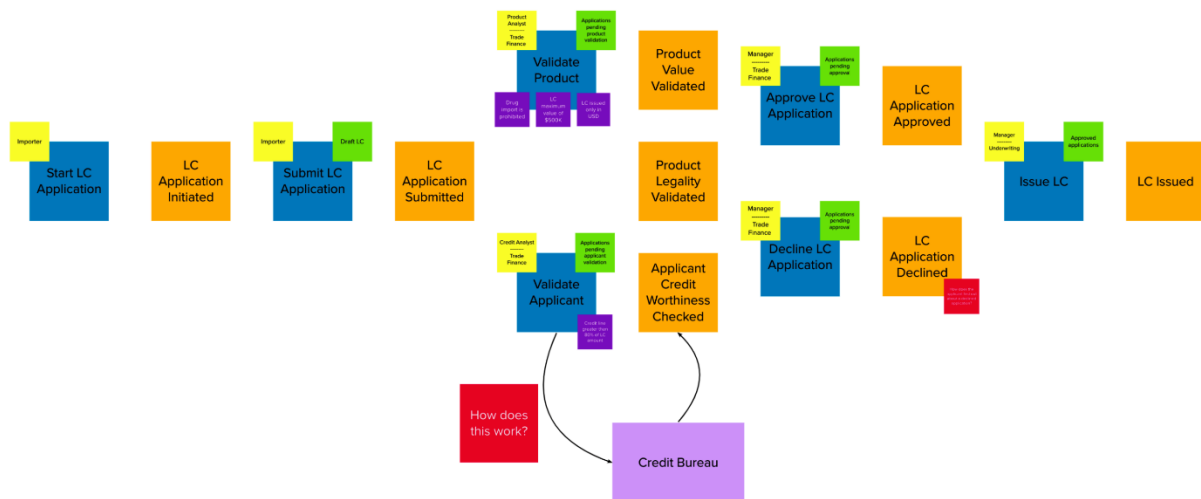 Product
Analyst
----------
Trade
Finance
Applications
pending
product
validation
Validate
Product
Drug
import is
prohibited
LC
maximum
value of
$500K
LC issued
only in
USD
Product
Value
Validated
Manager
----------
Trade
Finance
Applications
pending
approval
Approve LC
Application
LC
Application
Approved
Importer
Start LC
Application
LC
Application
Initiated
Importer
Draft LC
Submit LC
Application
LC
Application
Submitted
Product
Legality
Validated
Manager
----------
Underwriting
Approved
applications
Issue LC
LC Issued
Credit Analyst
----------
Trade
Finance
Applications
pending
applicant
validation
Validate
Applicant
Applicant
Credit
Worthiness
Checked
Manager
----------
Trade
Finance
Applications
pending
approval
Decline LC
Application
LC
Application
Declined
How does
this work?
Credit Bureau